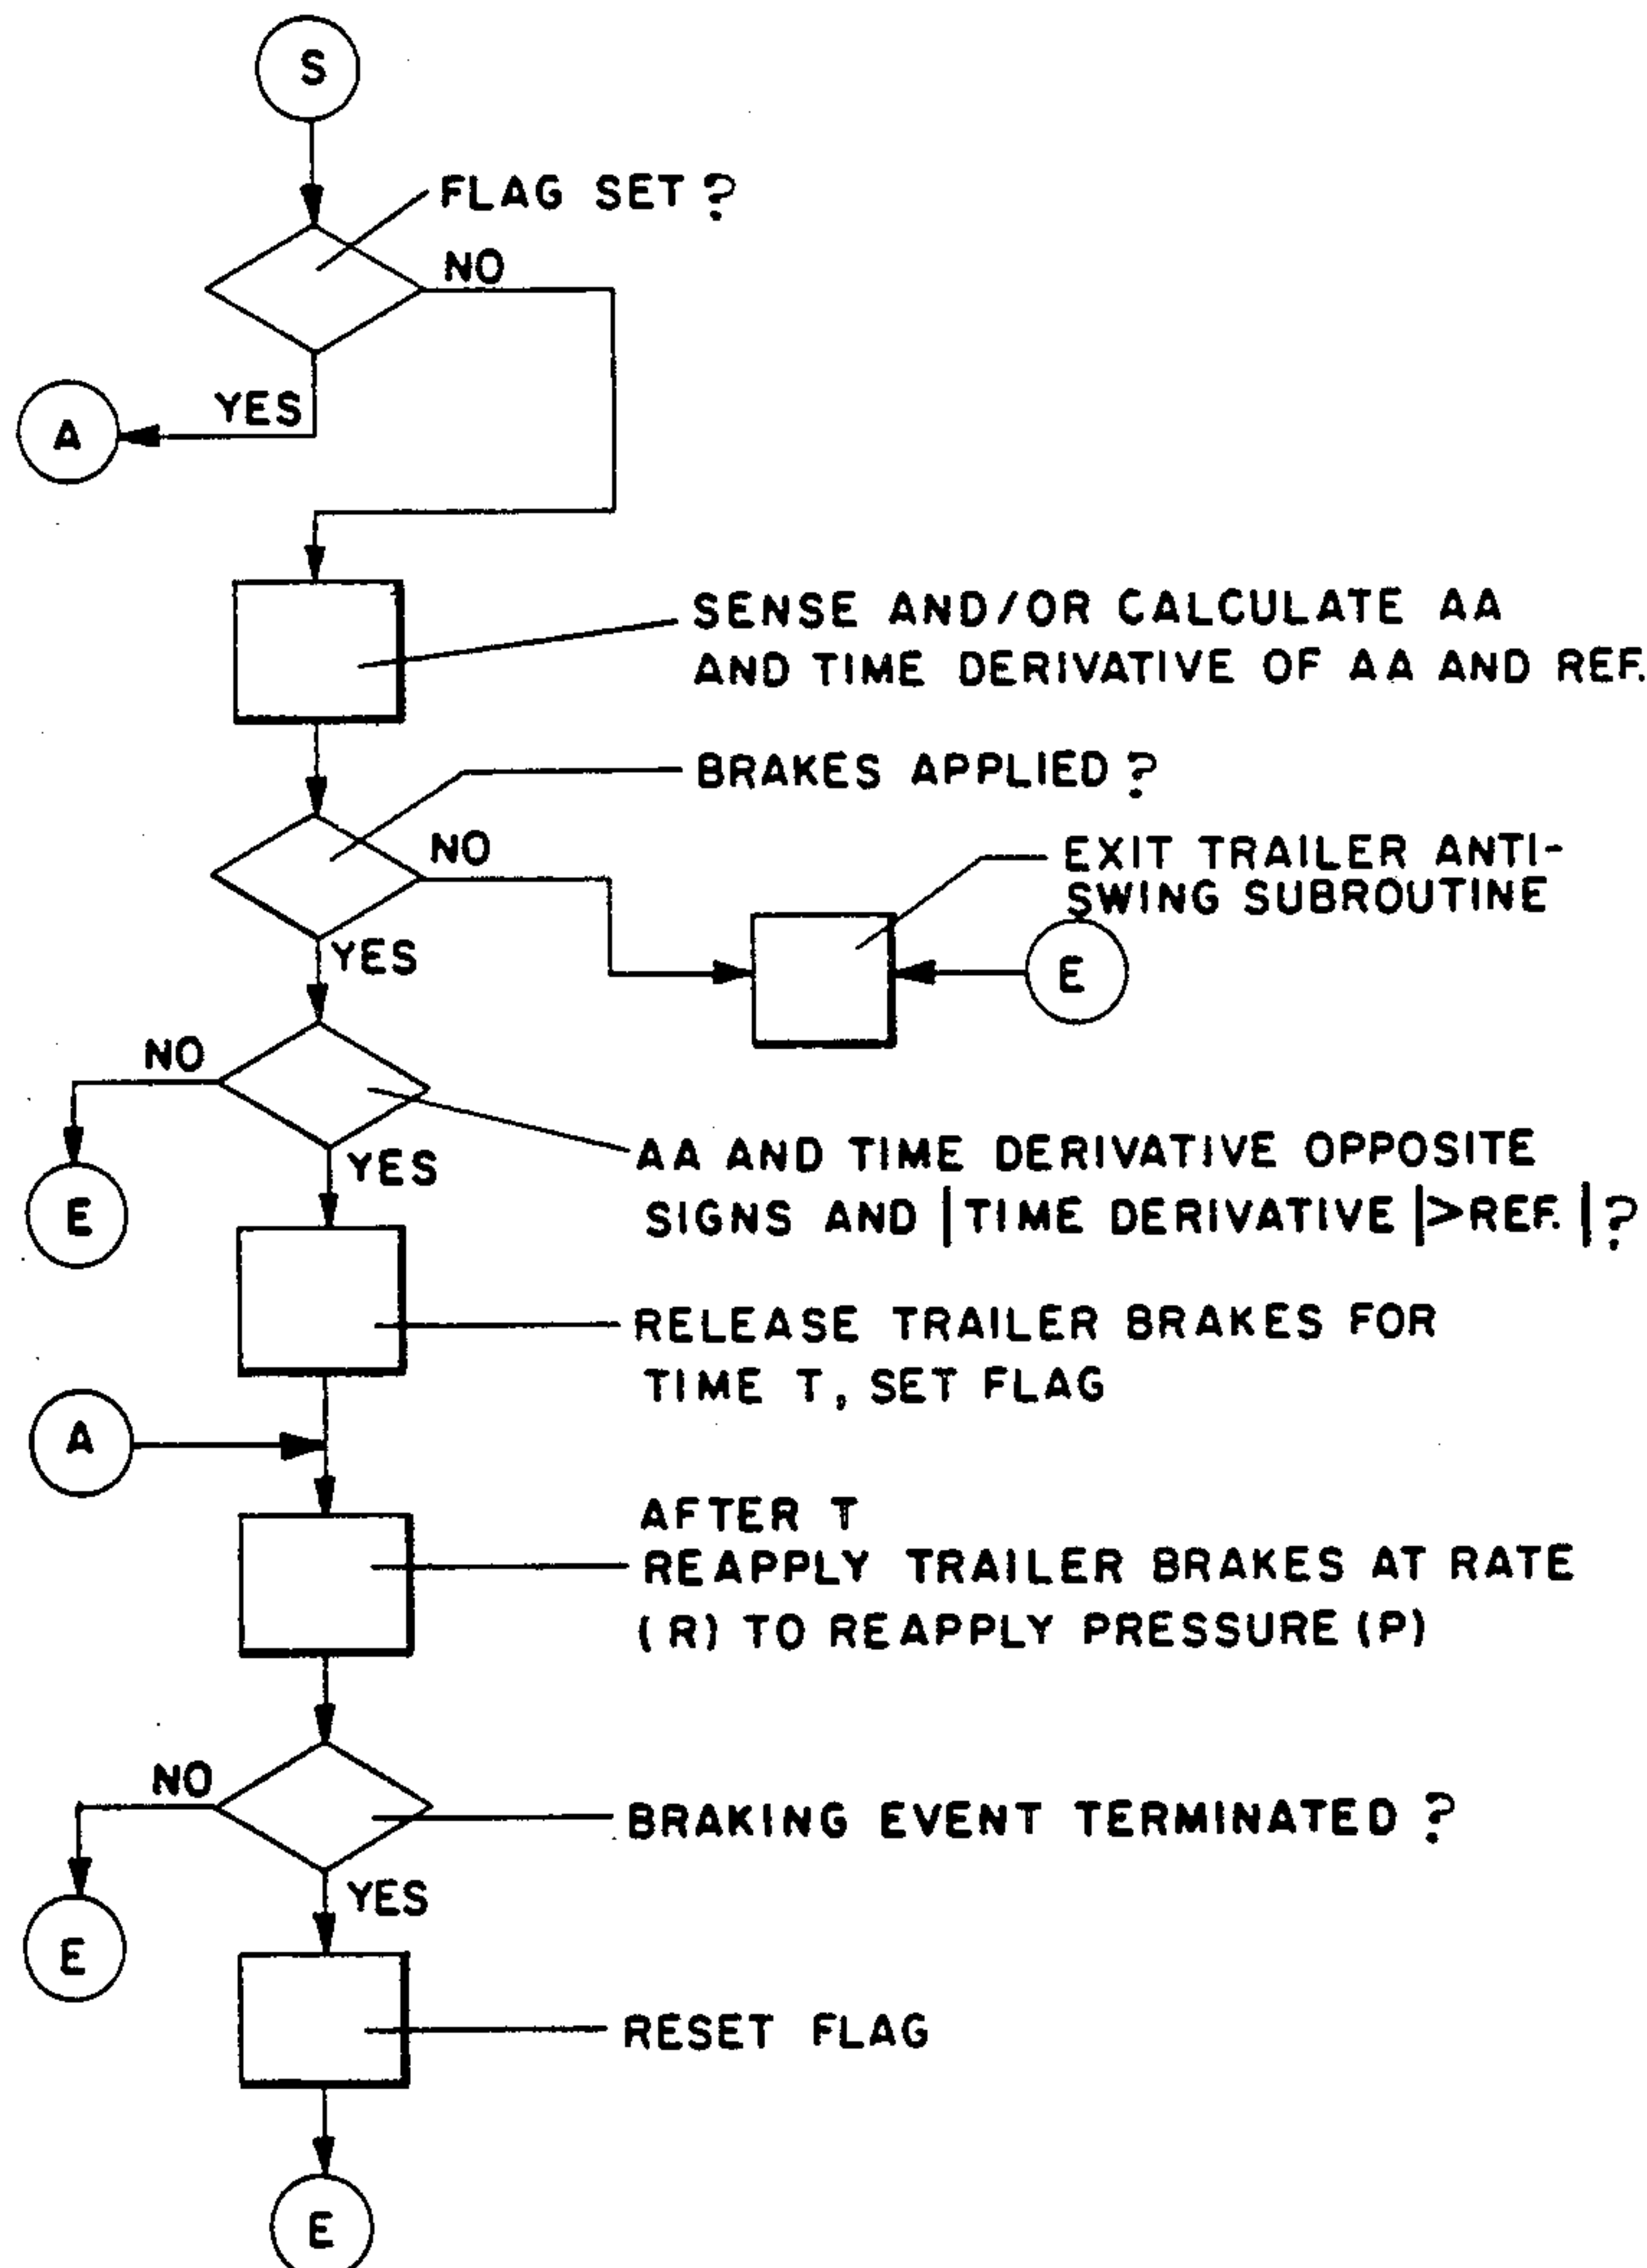 S
FLAG SET ?
NO
YES
A
SENSE AND/OR CALCULATE AA
AND TIME DERIVATIVE OF AA AND REF.
BRAKES APPLIED ?
NO
EXIT TRAILER ANTI-
SWING SUBROUTINE
YES
E
NO
AA AND TIME DERIVATIVE OPPOSITE
SIGNS AND |TIME DERIVATIVE|>REF.|?
YES
E
RELEASE TRAILER BRAKES FOR
TIME T, SET FLAG
A
AFTER T
REAPPLY TRAILER BRAKES AT RATE
(R) TO REAPPLY PRESSURE (P)
NO
BRAKING EVENT TERMINATED ?
YES
E
RESET FLAG
E